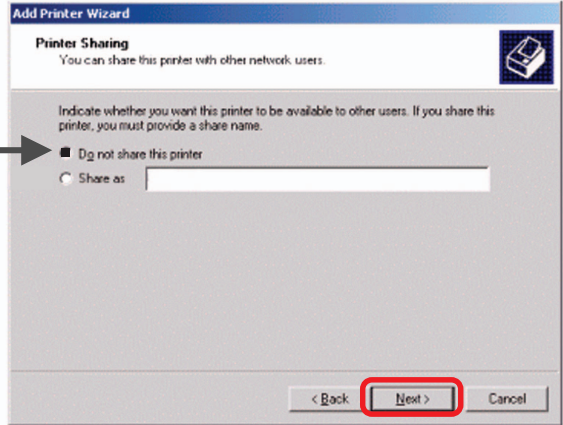 Add Printer Wizard
Printer Sharing
You can share this printer with other network users.
Indicate whether you want this printer to be available to other users. If you share this
printer, you must provide a share name.
Do not share this printer
Share as
< Back
Next >
Cancel